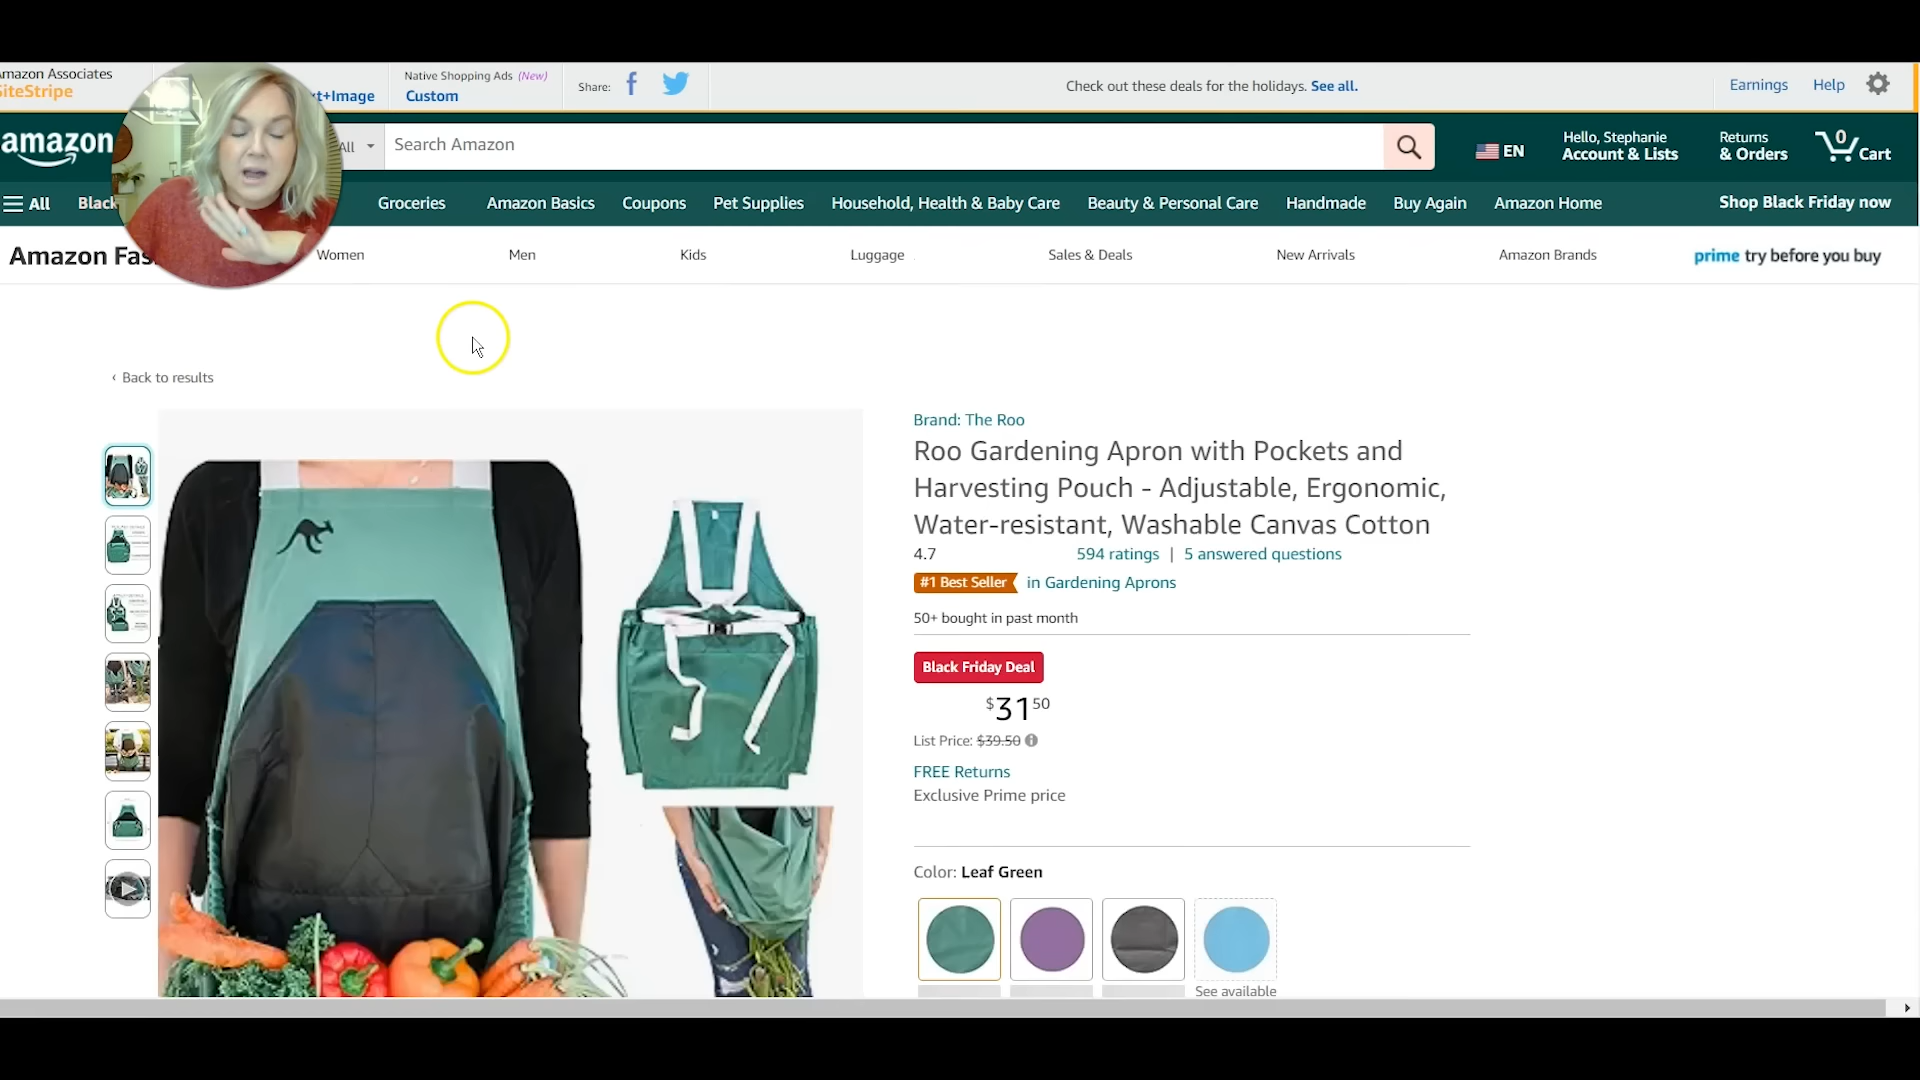 Amazon Associates
SiteStripe
t+Image
Native Shopping Ads (New)
Custom
Share:
Check out these deals for the holidays. See all.
Earnings
Help
amazon
All
Search Amazon
EN
Hello, Stephanie
Account & Lists
Returns
& Orders
0
Cart
All
Black
Groceries
Amazon Basics
Coupons
Pet Supplies
Household, Health & Baby Care
Beauty & Personal Care
Handmade
Buy Again
Amazon Home
Shop Black Friday now
Amazon Fas
Women
Men
Kids
Luggage
Sales & Deals
New Arrivals
Amazon Brands
prime try before you buy
‹ Back to results
Brand: The Roo
Roo Gardening Apron with Pockets and
Harvesting Pouch - Adjustable, Ergonomic,
Water-resistant, Washable Canvas Cotton
4.7
594 ratings | 5 answered questions
#1 Best Seller in Gardening Aprons
50+ bought in past month
Black Friday Deal
$31 50
List Price: $39.50
FREE Returns
Exclusive Prime price
Color: Leaf Green
See available